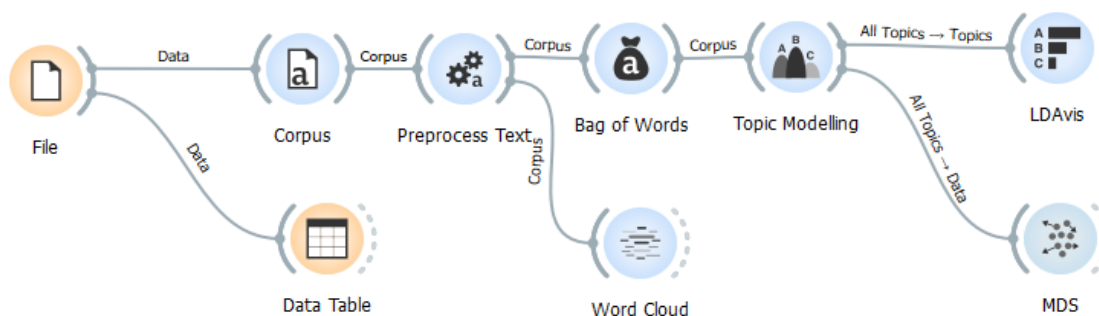 Data
Corpus
Corpus
Corpus
All Topics → Topics
A
B
C
a
a
a
A B C
File
Corpus
Preprocess Text
Bag of Words
Topic Modelling
LDAvis
Data
Corpus
All Topics → Data
Data Table
Word Cloud
MDS